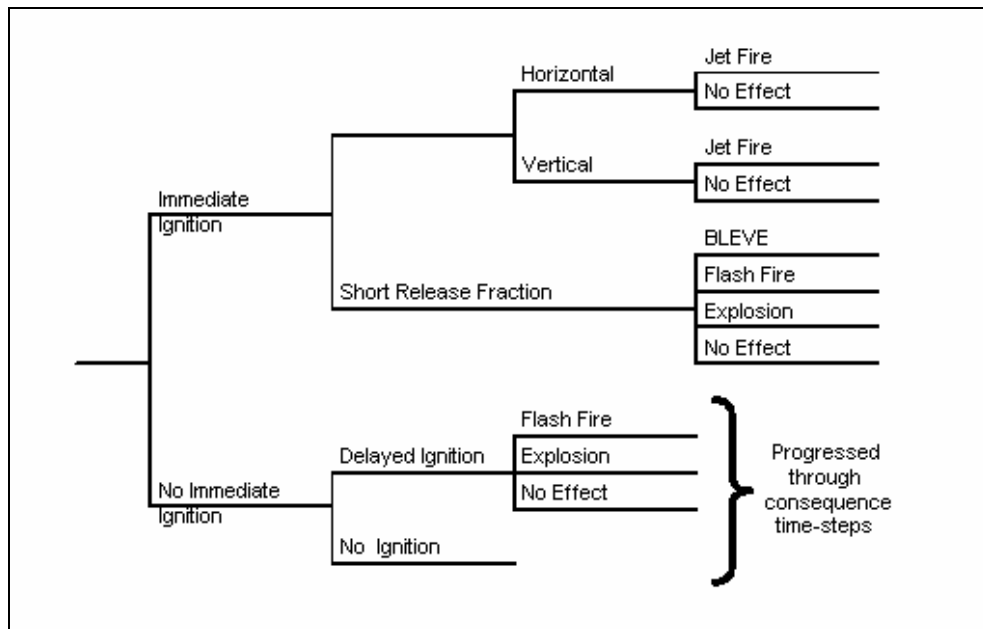 Jet Fire
Horizontal
No Effect
Jet Fire
Vertical
No Effect
Immediate
Ignition
BLEVE
Flash Fire
Short Release Fraction
Explosion
No Effect
Flash Fire
Delayed Ignition
Explosion
No Effect
No Immediate
Ignition
No Ignition
Progressed
through
consequence
time-steps